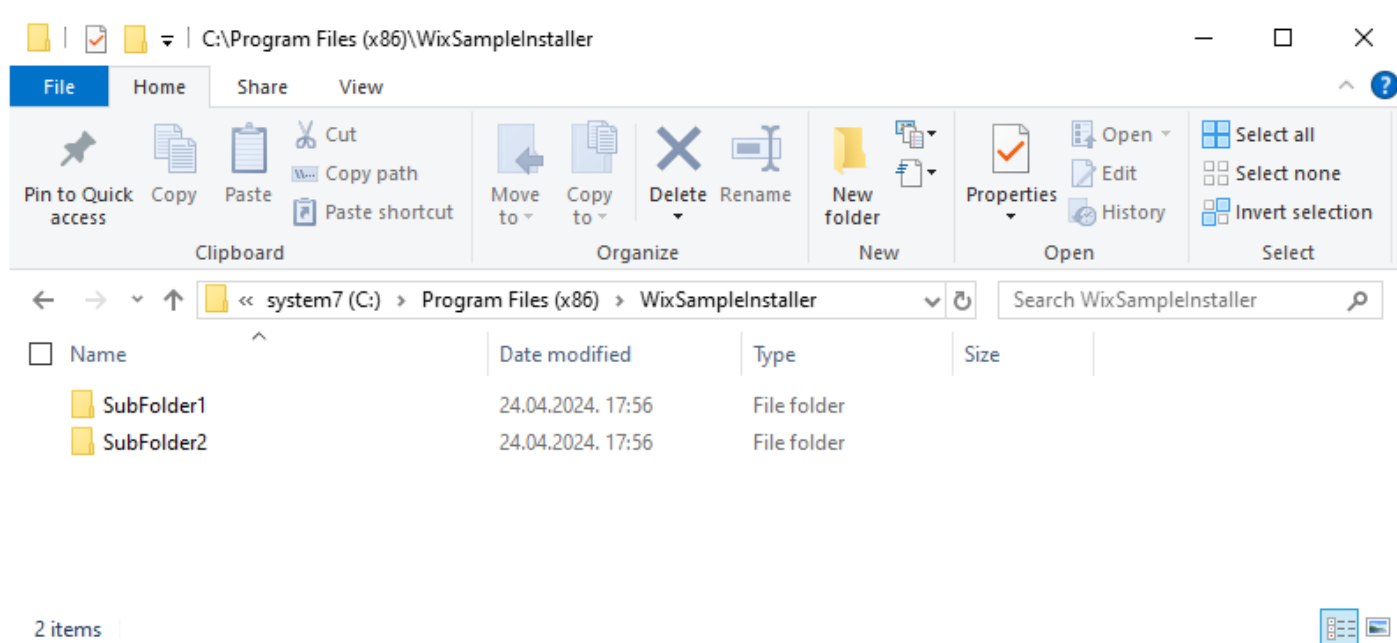 C:\Program Files (x86)\WixSampleInstaller
File Home Share View
Pin to Quick access
Copy
Paste
Cut
Copy path
Paste shortcut
Move to
Copy to
Delete
Rename
New folder
Properties
Open
Edit
History
Select all
Select none
Invert selection
Clipboard Organize New Open Select
« system7 (C:) › Program Files (x86) › WixSampleInstaller
Search WixSampleInstaller
Name Date modified Type Size
SubFolder1 24.04.2024. 17:56 File folder
SubFolder2 24.04.2024. 17:56 File folder
2 items